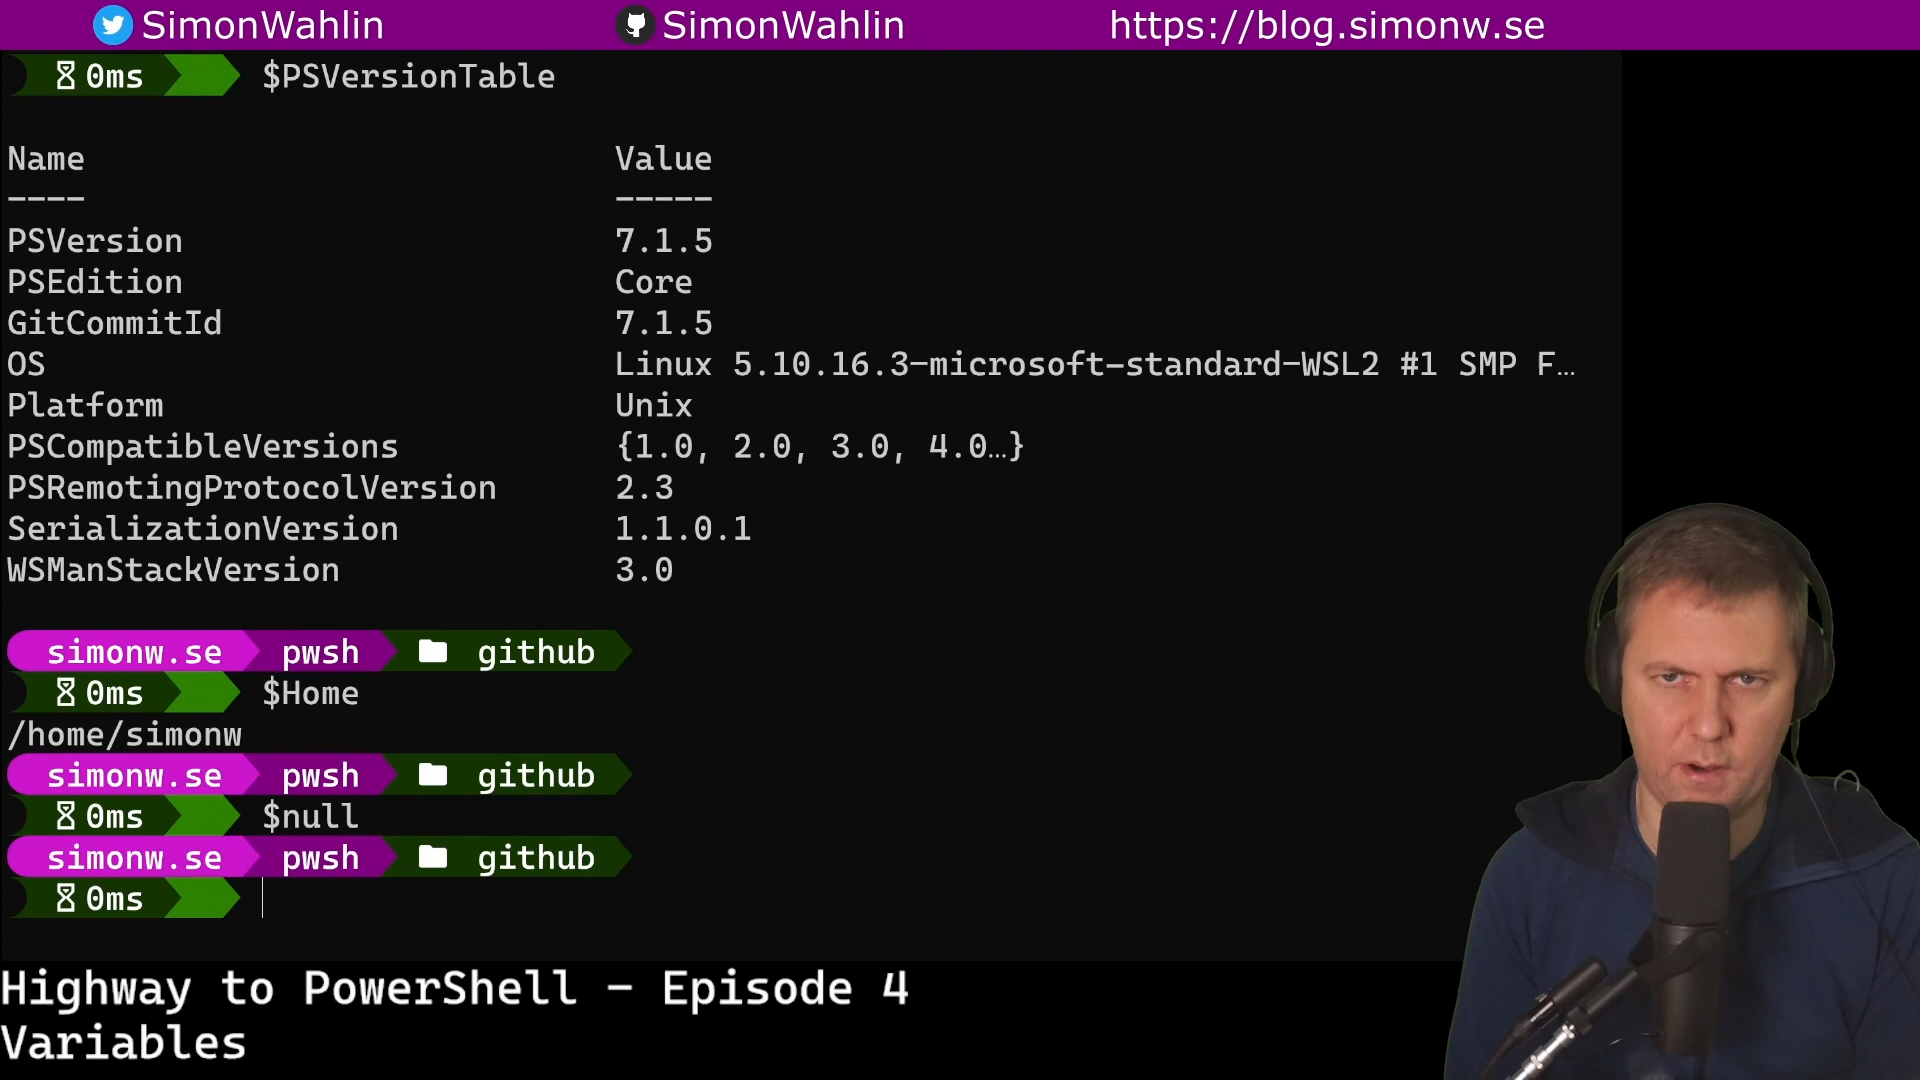 SimonWahlin SimonWahlin https://blog.simonw.se
0ms $PSVersionTable
Name Value
---- -----
PSVersion 7.1.5
PSEdition Core
GitCommitId 7.1.5
OS Linux 5.10.16.3-microsoft-standard-WSL2 #1 SMP F…
Platform Unix
PSCompatibleVersions {1.0, 2.0, 3.0, 4.0…}
PSRemotingProtocolVersion 2.3
SerializationVersion 1.1.0.1
WSManStackVersion 3.0
simonw.se pwsh github
0ms $Home
/home/simonw
simonw.se pwsh github
0ms $null
simonw.se pwsh github
0ms
Highway to PowerShell - Episode 4
Variables